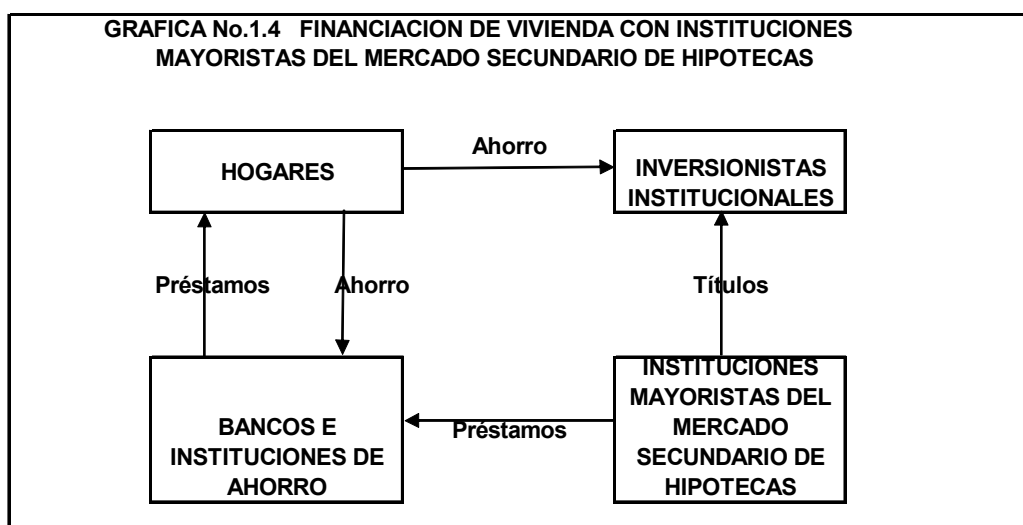 GRAFICA No.1.4 FINANCIACION DE VIVIENDA CON INSTITUCIONES
MAYORISTAS DEL MERCADO SECUNDARIO DE HIPOTECAS
Ahorro
HOGARES
INVERSIONISTAS
INSTITUCIONALES
Préstamos
Ahorro
Títulos
BANCOS E
INSTITUCIONES DE
AHORRO
Préstamos
INSTITUCIONES
MAYORISTAS DEL
MERCADO
SECUNDARIO DE
HIPOTECAS